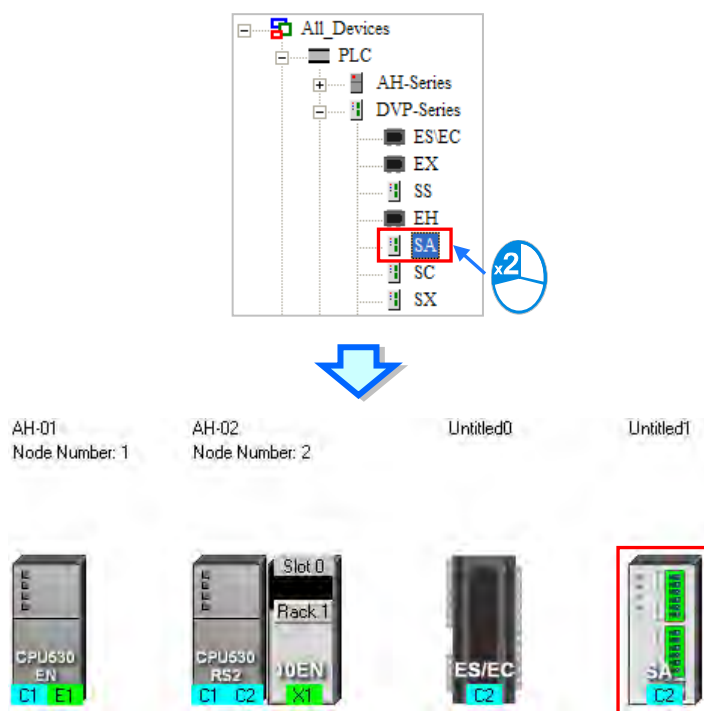 All_Devices
PLC
AH-Series
DVP-Series
ES\EC
EX
SS
EH
SA
x2
SC
SX
AH-01
AH-02
Untitled0
Untitled1
Node Number: 1
Node Number: 2
Slot 0
Rack 1
CPU530
EN
C1 E1
CPU530
RS2
C1 C2
10EN
X1
ES/EC
C2
SA
C2